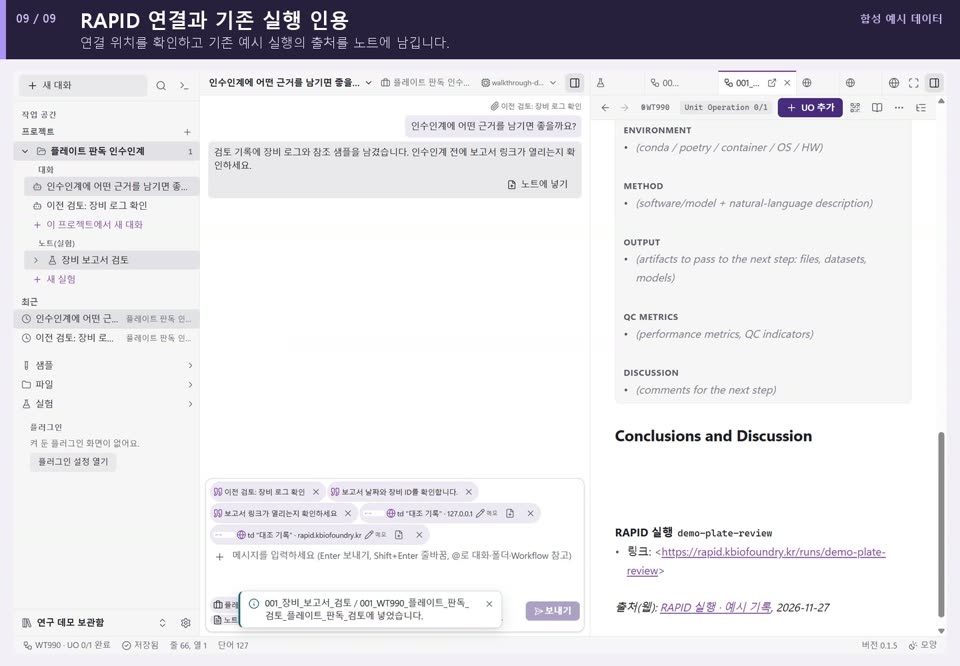 09 / 09
RAPID 연결과 기존 실행 인용
합성 예시 데이터
연결 위치를 확인하고 기존 예시 실행의 출처를 노트에 남깁니다.
+ 새 대화
작업 공간
프로젝트
플레이트 판독 인수인계 1
대화
인수인계에 어떤 근거를 남기면 좋...
이전 검토: 장비 로그 확인
+ 이 프로젝트에서 새 대화
노트(실험)
장비 보고서 검토
+ 새 실험
최근
인수인계에 어떤 근... 플레이트 판독 인...
이전 검토: 장비 로... 플레이트 판독 인...
샘플
파일
실험
플러그인
켜 둔 플러그인 화면이 없어요.
플러그인 설정 열기
연구 데모 보관함
인수인계에 어떤 근거를 남기면 좋을... 플레이트 판독 인수... walkthrough-d...
이전 검토: 장비 로그 확인
인수인계에 어떤 근거를 남기면 좋을까요?
검토 기록에 장비 로그와 참조 샘플을 남겼습니다. 인수인계 전에 보고서 링크가 열리는지 확
인하세요.
노트에 넣기
이전 검토: 장비 로그 확인
보고서 날짜와 장비 ID를 확인합니다.
보고서 링크가 열리는지 확인하세요
td "대조 기록" · 127.0.0.1 메모
td "대조 기록" · rapid.kbiofoundry.kr 메모
메시지를 입력하세요 (Enter 보내기, Shift+Enter 줄바꿈, @로 대화·폴더·Workflow 참고)
플레
노트
001_장비_보고서_검토 / 001_WT990_플레이트_판독_
검토_플레이트_판독_검토에 넣었습니다.
보내기
00... 001_...
#WT990 Unit Operation 0/1 + UO 추가
ENVIRONMENT
• (conda / poetry / container / OS / HW)
METHOD
• (software/model + natural-language description)
OUTPUT
• (artifacts to pass to the next step: files, datasets,
models)
QC METRICS
• (performance metrics, QC indicators)
DISCUSSION
• (comments for the next step)
Conclusions and Discussion
RAPID 실행 demo-plate-review
• 링크: <https://rapid.kbiofoundry.kr/runs/demo-plate-
review>
출처(웹): RAPID 실행 · 예시 기록, 2026-11-27
WT990 · UO 0/1 완료 저장됨 줄 66, 열 1 단어 127
버전 0.1.5 모양